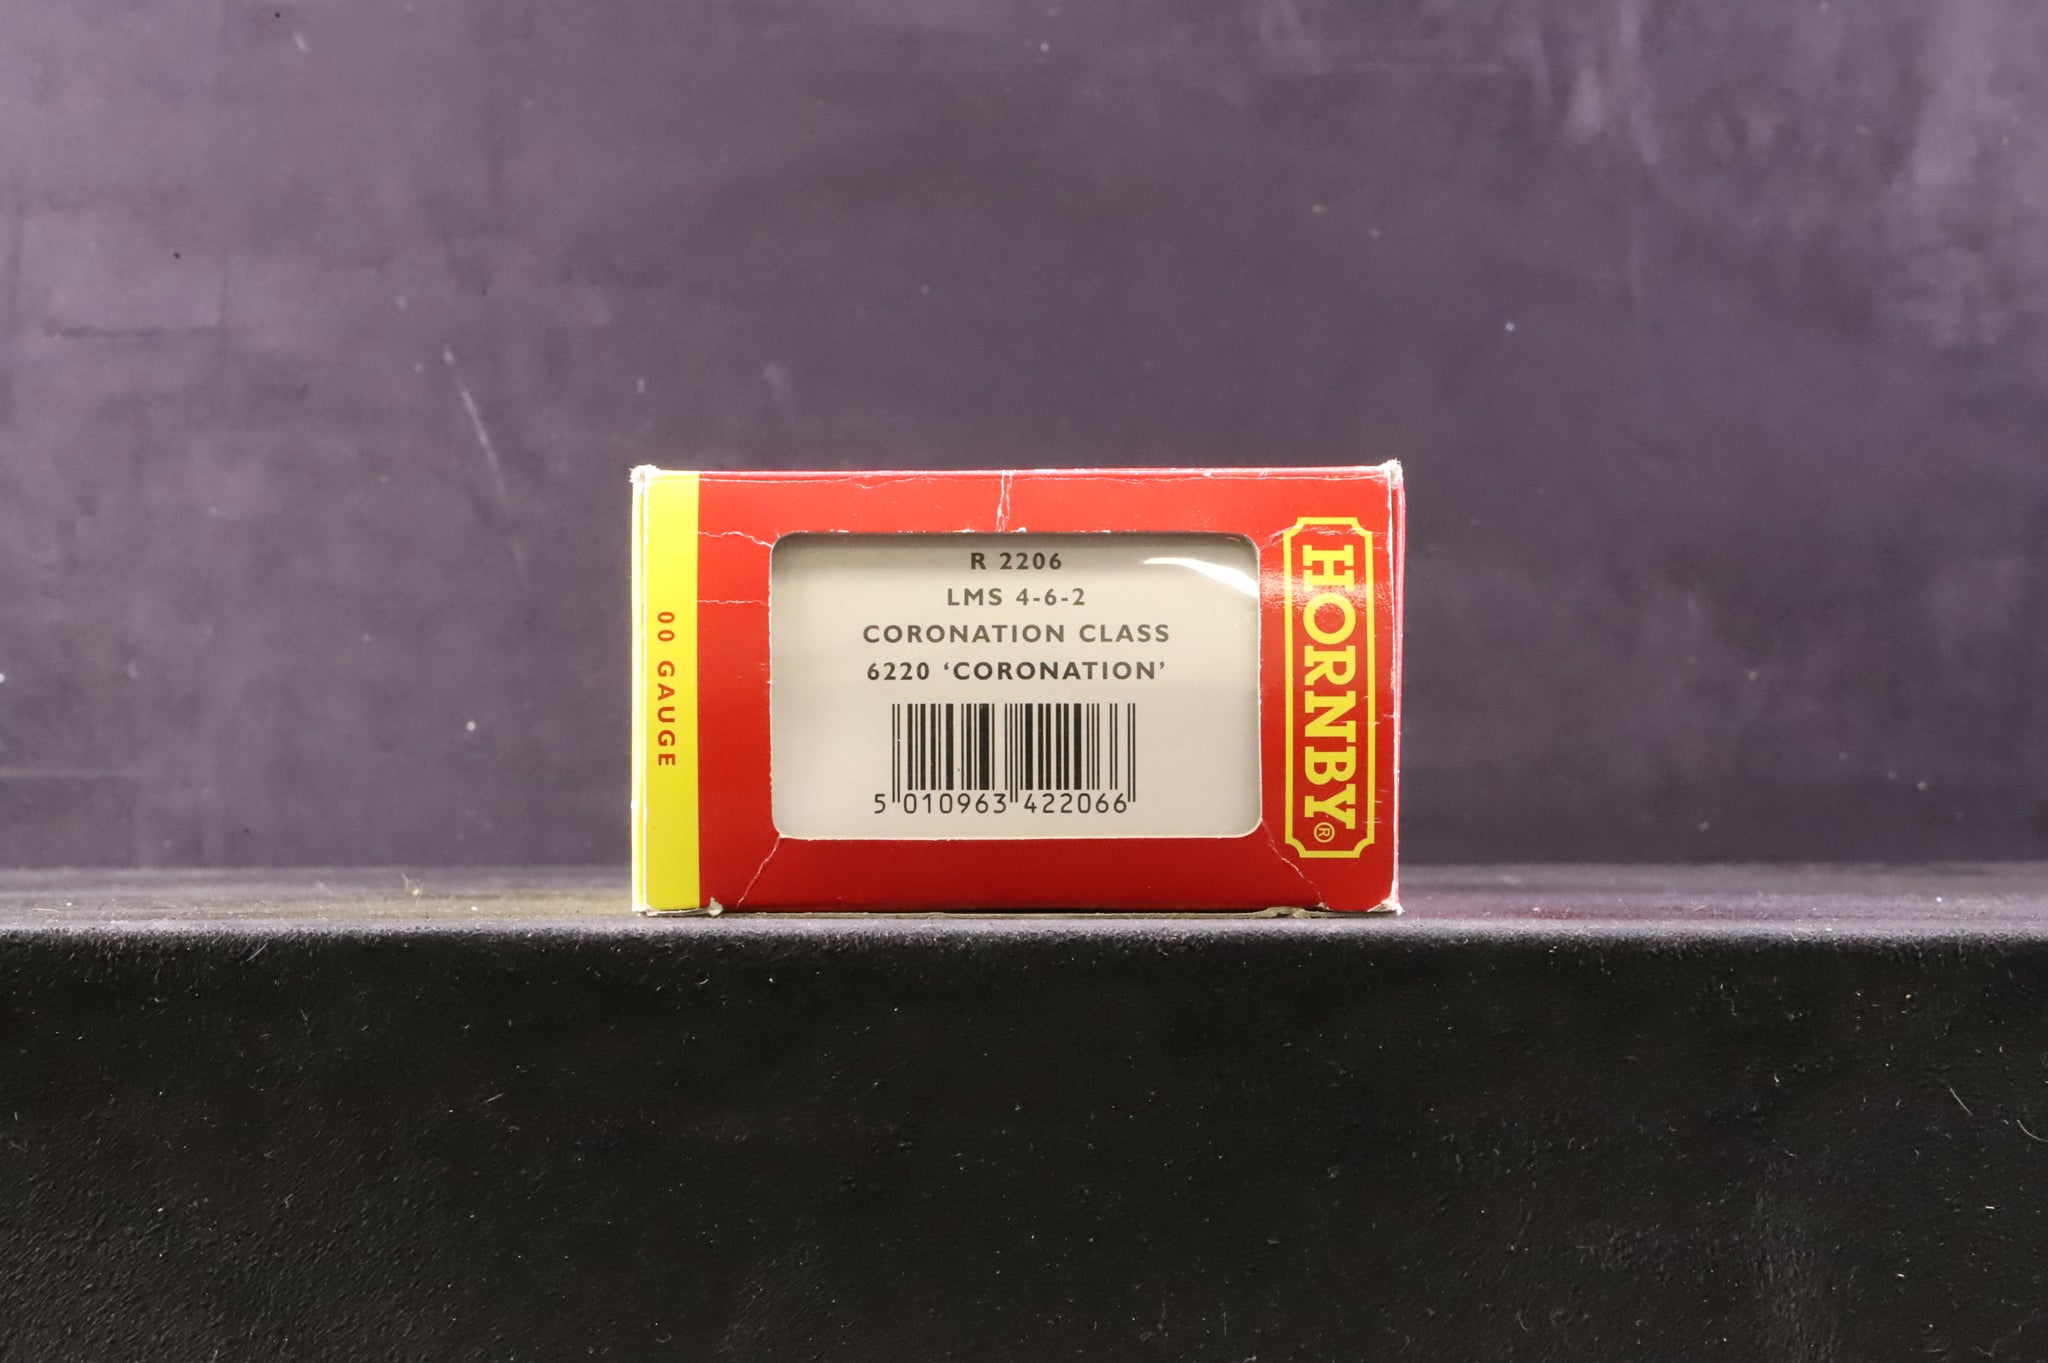 00 GAUGE
R 2206
LMS 4-6-2
CORONATION CLASS
6220 ‘CORONATION’
5 010963 422066
HORNBY®